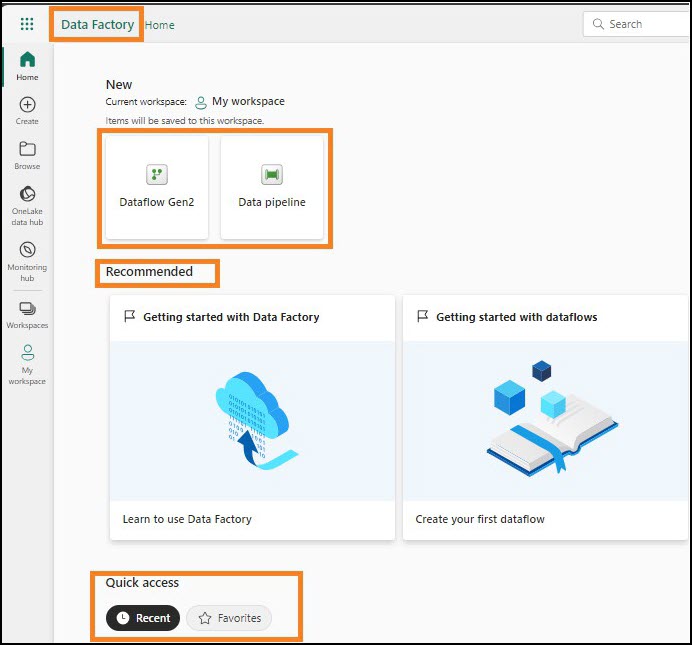 Data Factory Home
Search
Home
Create
Browse
OneLake
data hub
Monitoring
hub
Workspaces
My
workspace
New
Current workspace: My workspace
Items will be saved to this workspace.
Dataflow Gen2
Data pipeline
Recommended
Getting started with Data Factory
Learn to use Data Factory
Getting started with dataflows
Create your first dataflow
Quick access
Recent
Favorites